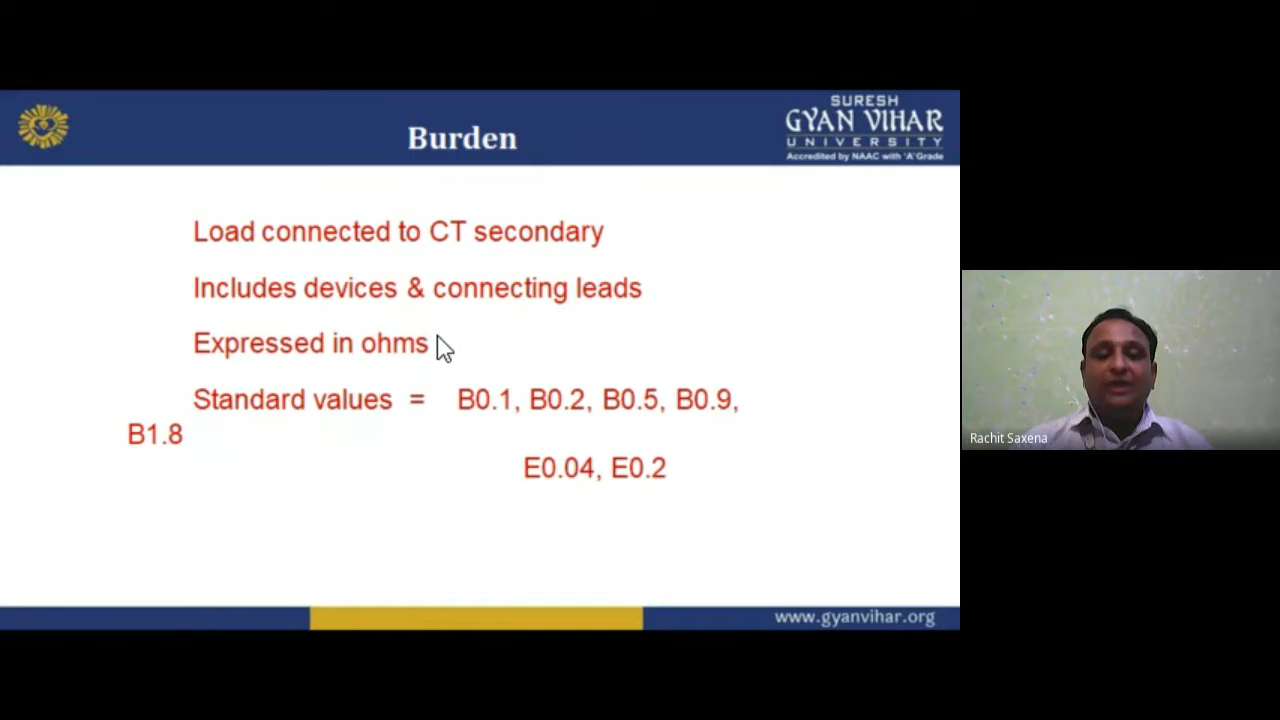 SURESH
GYAN VIHAR
UNIVERSITY
Accredited by NAAC with 'A' Grade
Burden
Load connected to CT secondary
Includes devices & connecting leads
Expressed in ohms
Standard values = B0.1, B0.2, B0.5, B0.9,
B1.8
E0.04, E0.2
Rachit Saxena
www.gyanvihar.org